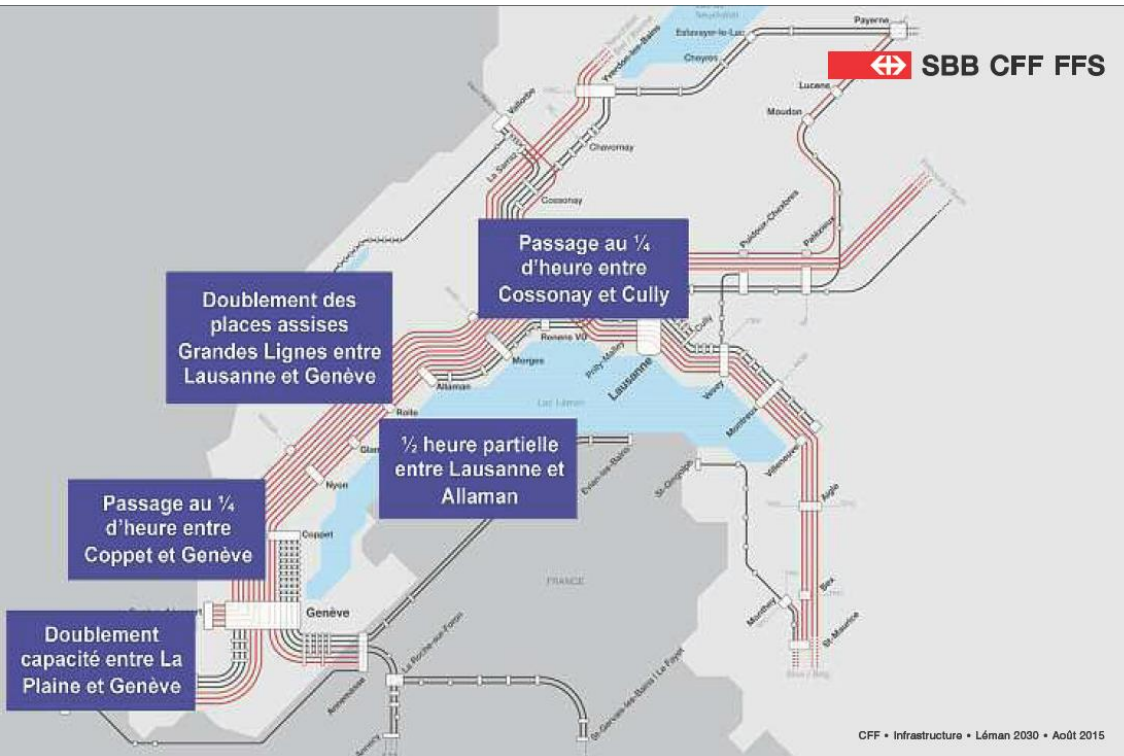 Payerne
Estavayer-le-Lac
SBB CFF FFS
Cheyres
Yverdon-les-Bains
Lucens
Vallorbe
Moudon
Chavornay
La Sarraz
Cossonay
Puidoux-Chexbres
Palézieux
Passage au ¼
d'heure entre
Cossonay et Cully
Doublement des
places assises
Grandes Lignes entre
Lausanne et Genève
Cully
Renens VD
Prilly-Malley
Lausanne
Morges
Allaman
Vevey
Lac Léman
Montreux
Rolle
½ heure partielle
entre Lausanne et
Allaman
Villeneuve
Evian-les-Bains
St-Gingolph
Nyon
Aigle
Passage au ¼
d'heure entre
Coppet et Genève
Coppet
FRANCE
Bex
Genève
Monthey
St-Maurice
Doublement
capacité entre La
Plaine et Genève
La Roche-sur-Foron
Annemasse
St-Gervais-les-Bains / Le Fayet
CFF • Infrastructure • Léman 2030 • Août 2015